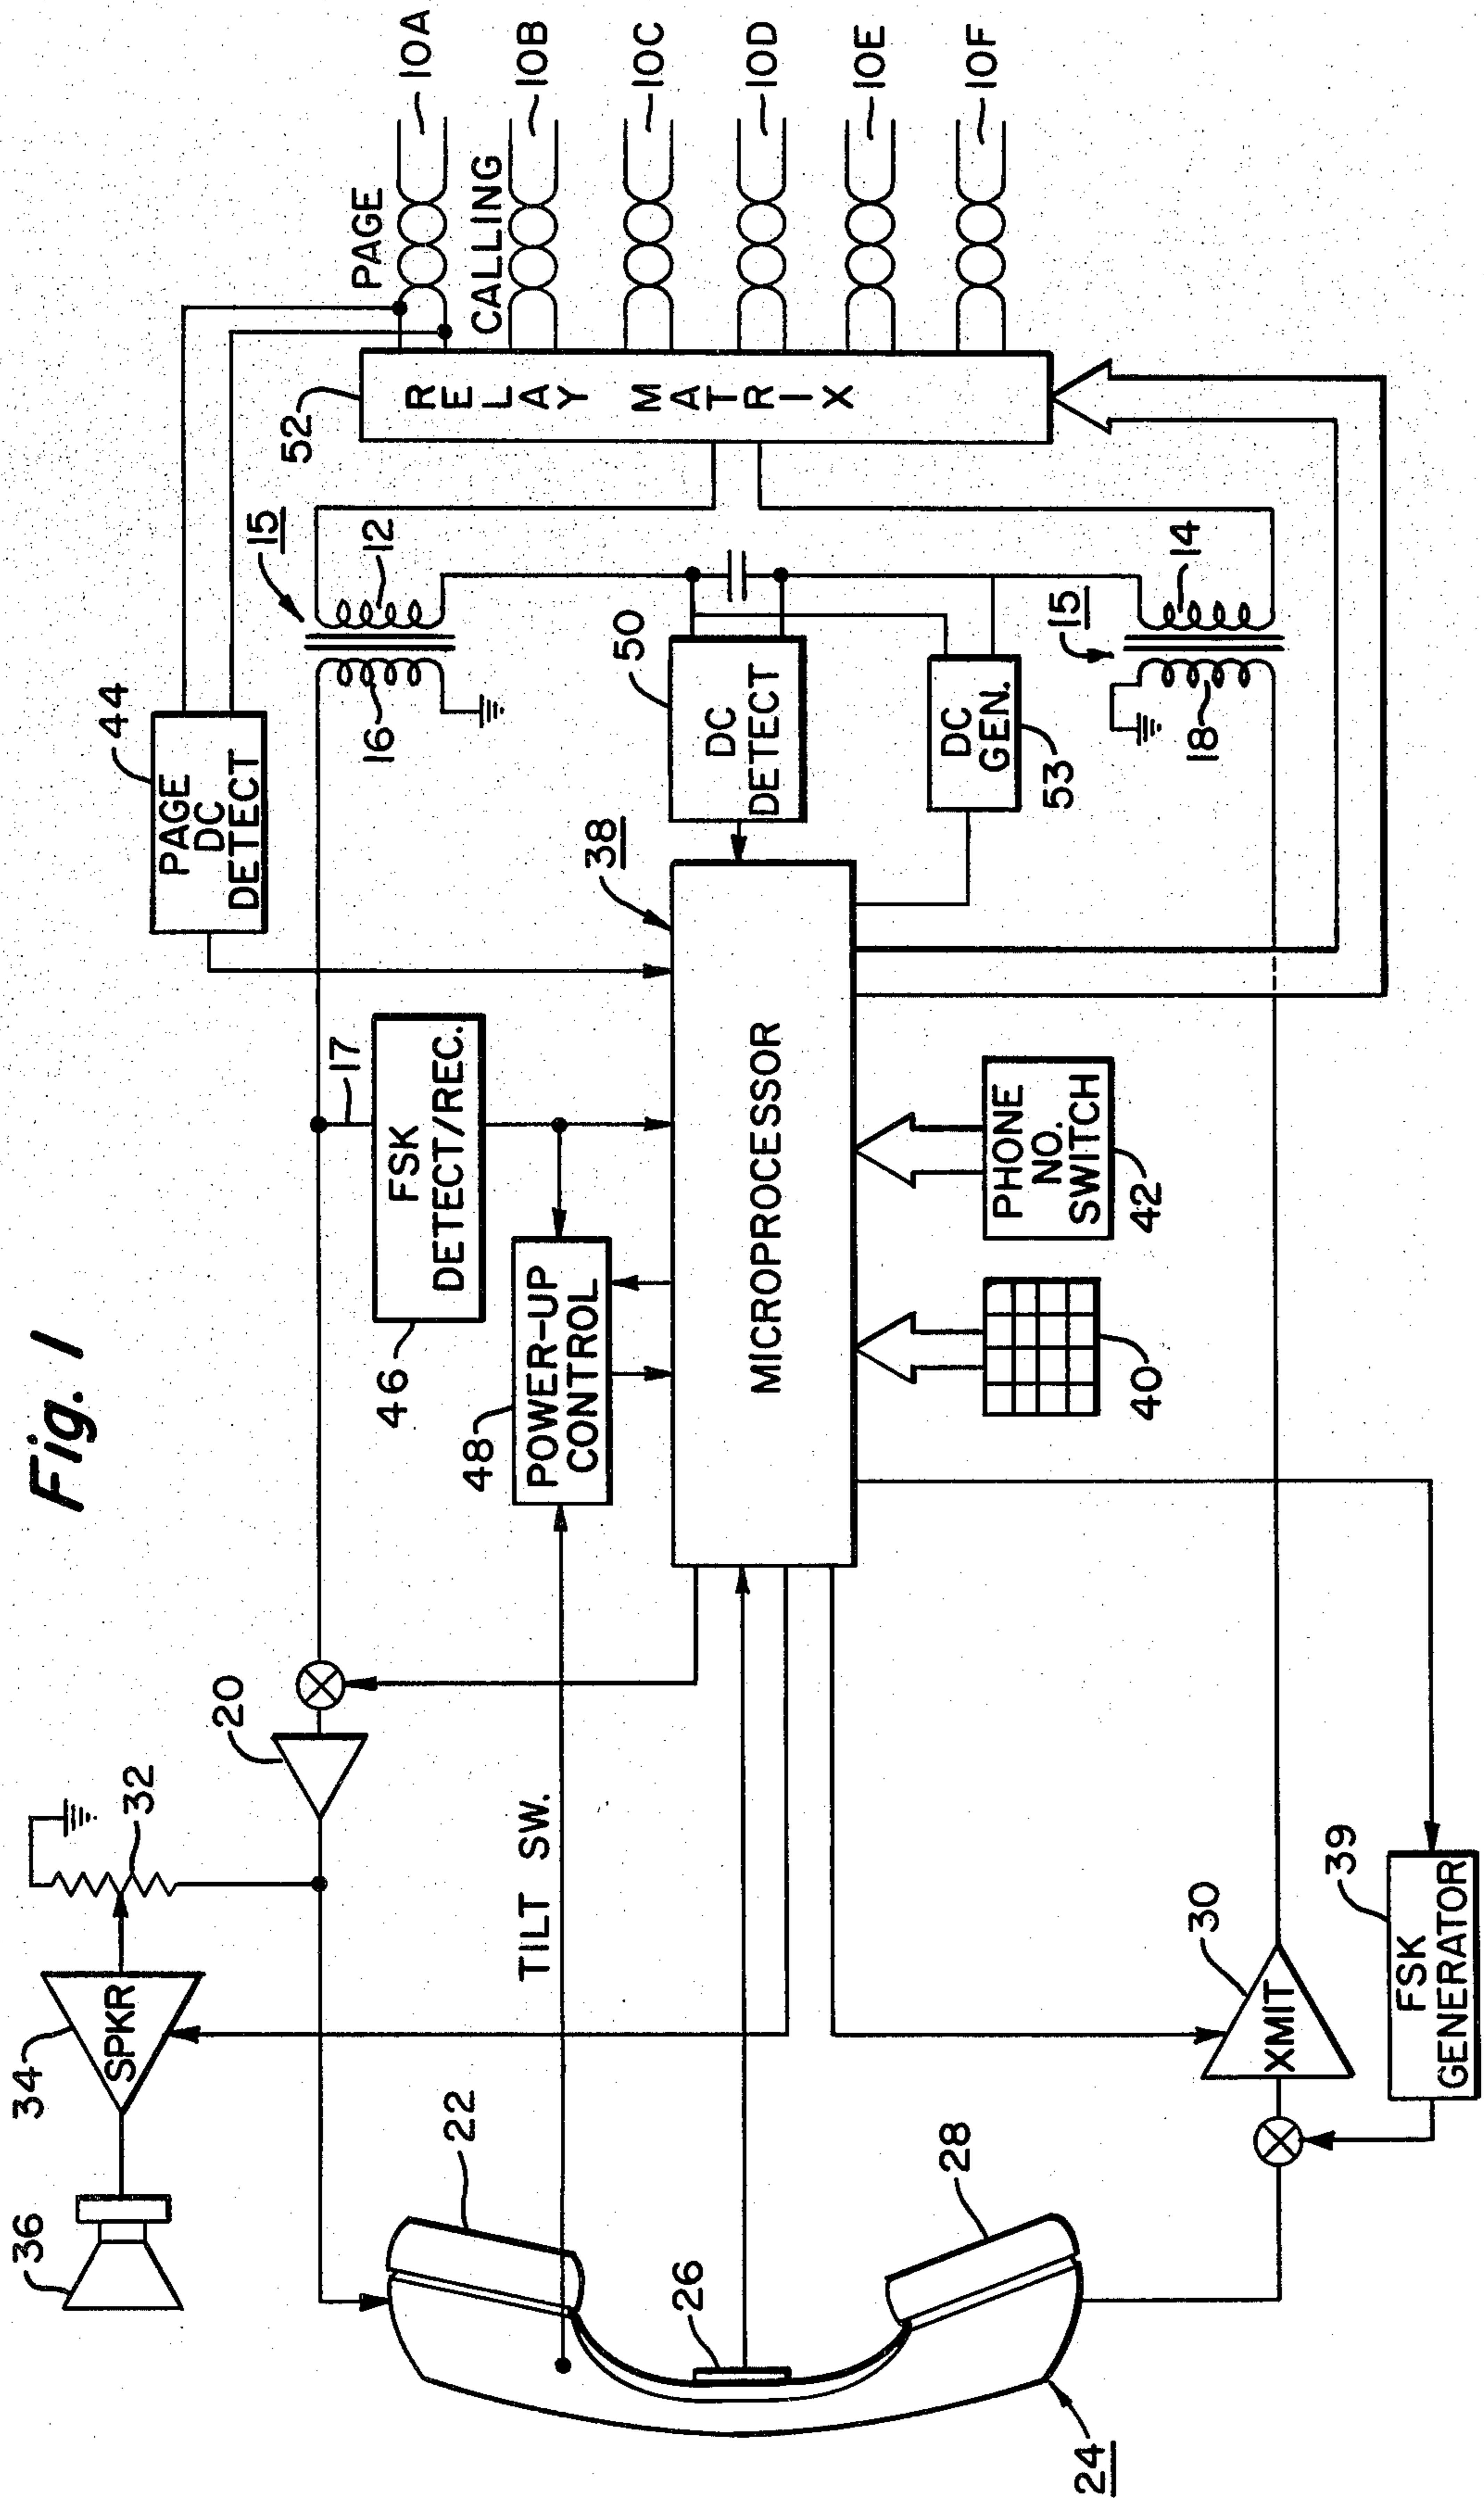 Fig. 1
36
34
SPKR
32
20
44
PAGE
DC
DETECT
15
52
PAGE
10A
CALLING
10B
10C
10D
10E
10F
RELAY MATRIX
12
16
17
46
FSK
DETECT/REC.
48
POWER-UP
CONTROL
TILT SW.
22
26
28
24
38
MICROPROCESSOR
50
DC
DETECT
DC
GEN.
53
15
14
18
40
PHONE
NO.
SWITCH
42
30
XMIT
39
FSK
GENERATOR